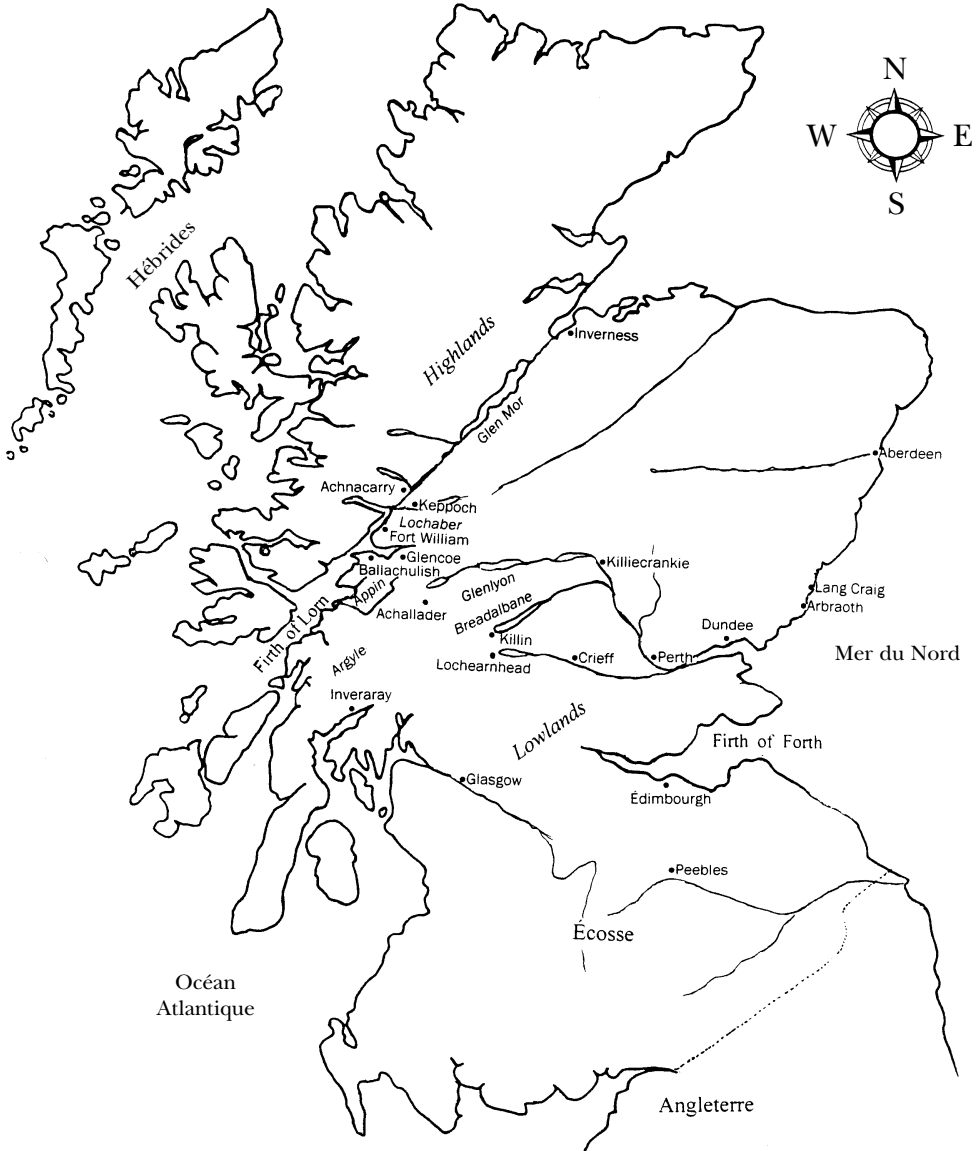 N
W
E
S
Hébrides
Highlands
Inverness
Glen Mor
Aberdeen
Achnacarry
Keppoch
Lochaber
Fort William
Glencoe
Ballachulish
Killiecrankie
Appin
Glenlyon
Lang Craig
Achallader
Breadalbane
Arbraoth
Firth of Lorn
Dundee
Killin
Argyle
Lochearnhead
Crieff
Perth
Mer du Nord
Inveraray
Lowlands
Firth of Forth
Glasgow
Édimbourgh
Peebles
Écosse
Océan
Atlantique
Angleterre